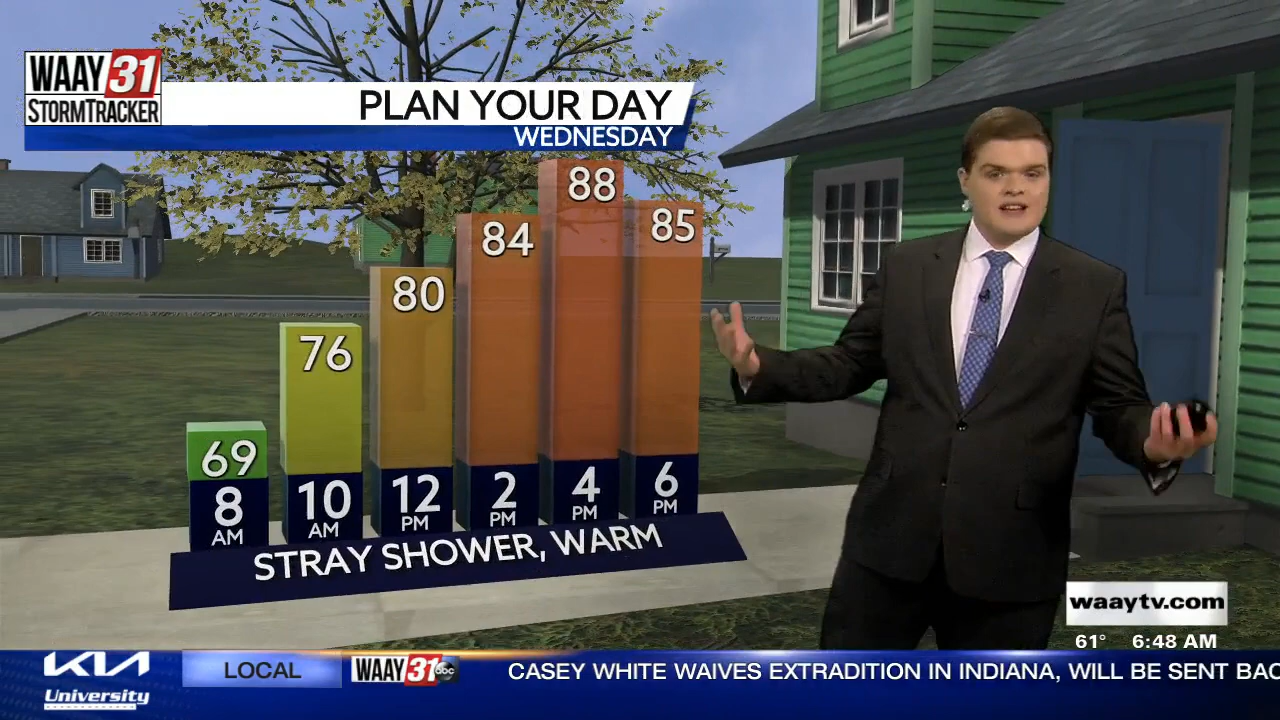 WAAY 31
STORMTRACKER
PLAN YOUR DAY
WEDNESDAY
69
76
80
84
88
85
8 AM
10 AM
12 PM
2 PM
4 PM
6 PM
STRAY SHOWER, WARM
waaytv.com
61° 6:48 AM
KIA
University
LOCAL
WAAY 31 abc
CASEY WHITE WAIVES EXTRADITION IN INDIANA, WILL BE SENT BAC